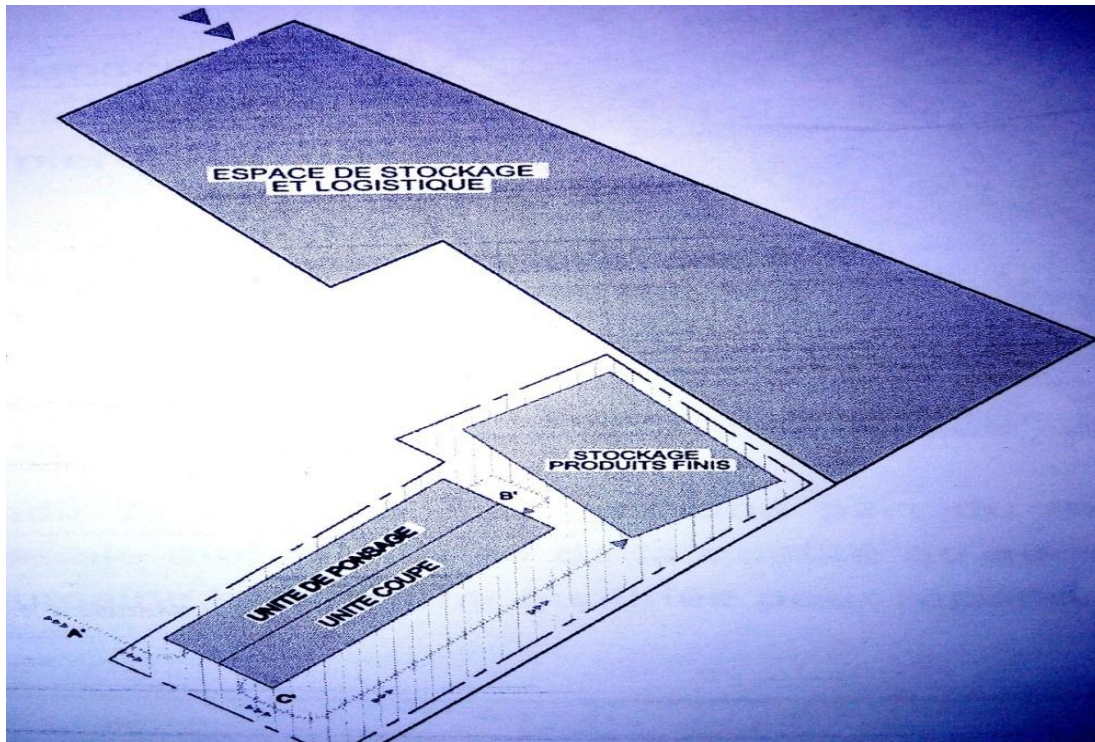 ESPACE DE STOCKAGE
ET LOGISTIQUE
STOCKAGE
PRODUITS FINIS
B'
UNITE DE PONSAGE
UNITE COUPE
C'